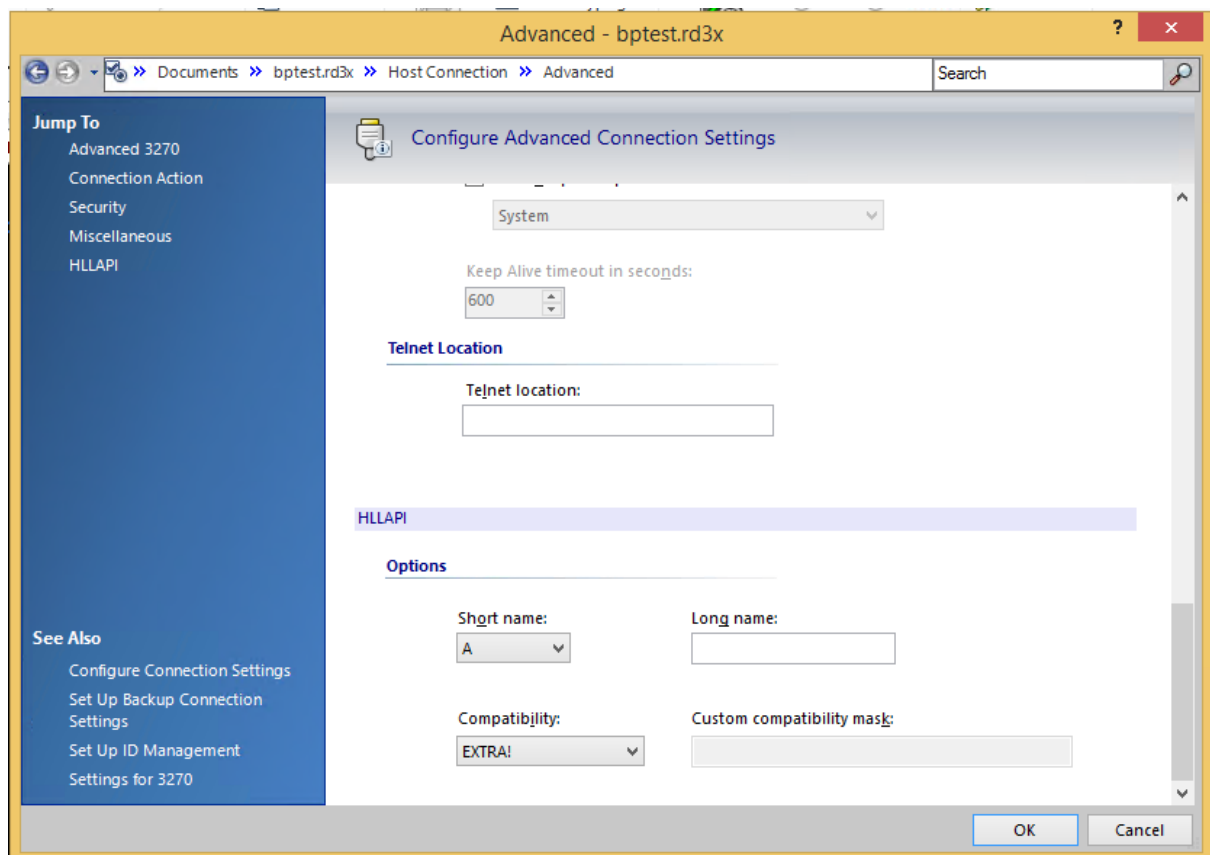 Advanced - bptest.rd3x
?
Documents » bptest.rd3x » Host Connection » Advanced
Search
Jump To
Advanced 3270
Connection Action
Security
Miscellaneous
HLLAPI
See Also
Configure Connection Settings
Set Up Backup Connection
Settings
Set Up ID Management
Settings for 3270
Configure Advanced Connection Settings
System
Keep Alive timeout in seconds:
600
Telnet Location
Telnet location:
HLLAPI
Options
Short name: Long name:
A
Compatibility: Custom compatibility mask:
EXTRA!
OK Cancel